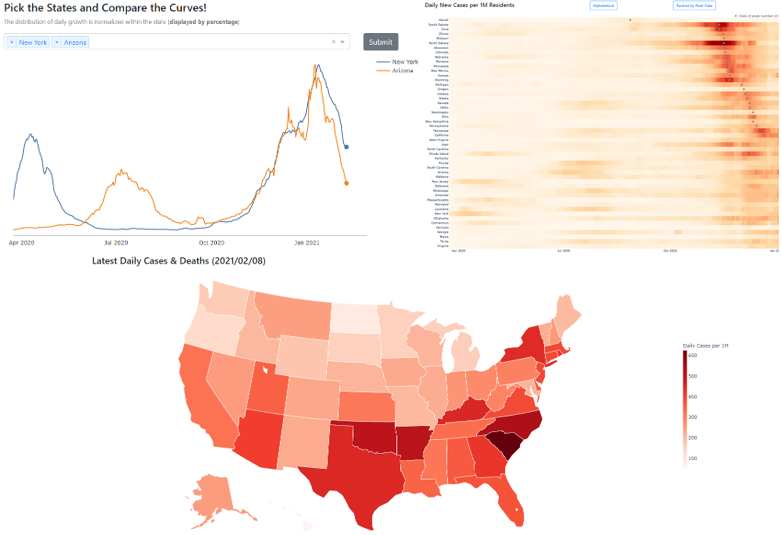 Pick the States and Compare the Curves!
The distribution of daily growth is normalized within the state (displayed by percentage)
× New York × Arizona
Submit
New York
Arizona
Apr 2020 Jul 2020 Oct 2020 Jan 2021
Daily New Cases per 1M Residents
Alphabetical
Ranked by Peak Date
Hawaii
South Dakota
Iowa
Illinois
Missouri
North Dakota
Wisconsin
Colorado
Nebraska
Montana
Minnesota
New Mexico
Kansas
Wyoming
Michigan
Oregon
Indiana
Alaska
Nevada
Idaho
Washington
Ohio
New Hampshire
Pennsylvania
Tennessee
California
West Virginia
Utah
North Carolina
Rhode Island
Kentucky
Florida
South Carolina
Arizona
Alabama
New Jersey
Delaware
Mississippi
Arkansas
Massachusetts
Maryland
Louisiana
New York
Oklahoma
Connecticut
Vermont
Georgia
Maine
Texas
Virginia
Apr 2020 Jul 2020 Oct 2020
Latest Daily Cases & Deaths (2021/02/08)
Daily Cases per 1M
600
500
400
300
200
100